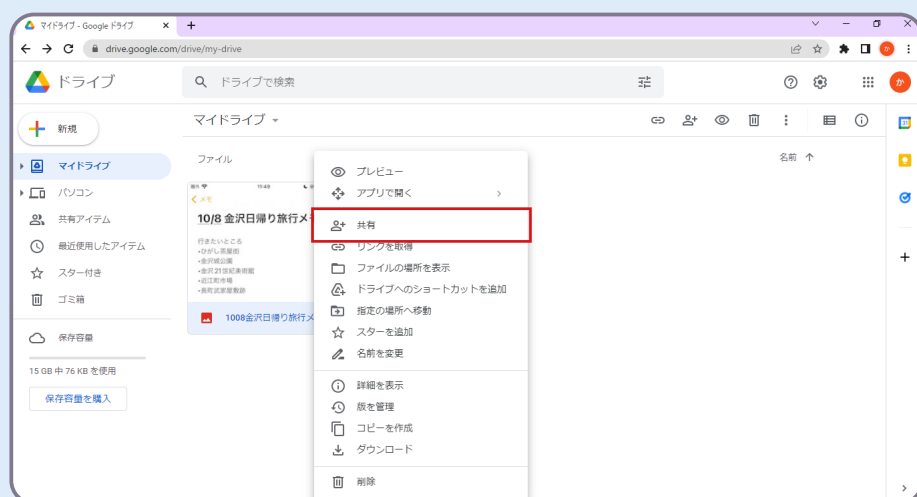 マイドライブ - Google ドライブ
drive.google.com/drive/my-drive
か
ドライブ
ドライブで検索
か
新規
マイドライブ
31
マイドライブ
パソコン
共有アイテム
最近使用したアイテム
スター付き
ゴミ箱
保存容量
15 GB 中 76 KB を使用
保存容量を購入
ファイル
名前
圏外
11:48
メモ
10/8 金沢日帰り旅行メ
行きたいところ
・ひがし茶屋街
・金沢城公園
・金沢21世紀美術館
・近江町市場
・長町武家屋敷跡
1008金沢日帰り旅行メ
プレビュー
アプリで開く
共有
リンクを取得
ファイルの場所を表示
ドライブへのショートカットを追加
指定の場所へ移動
スターを追加
名前を変更
詳細を表示
版を管理
コピーを作成
ダウンロード
削除